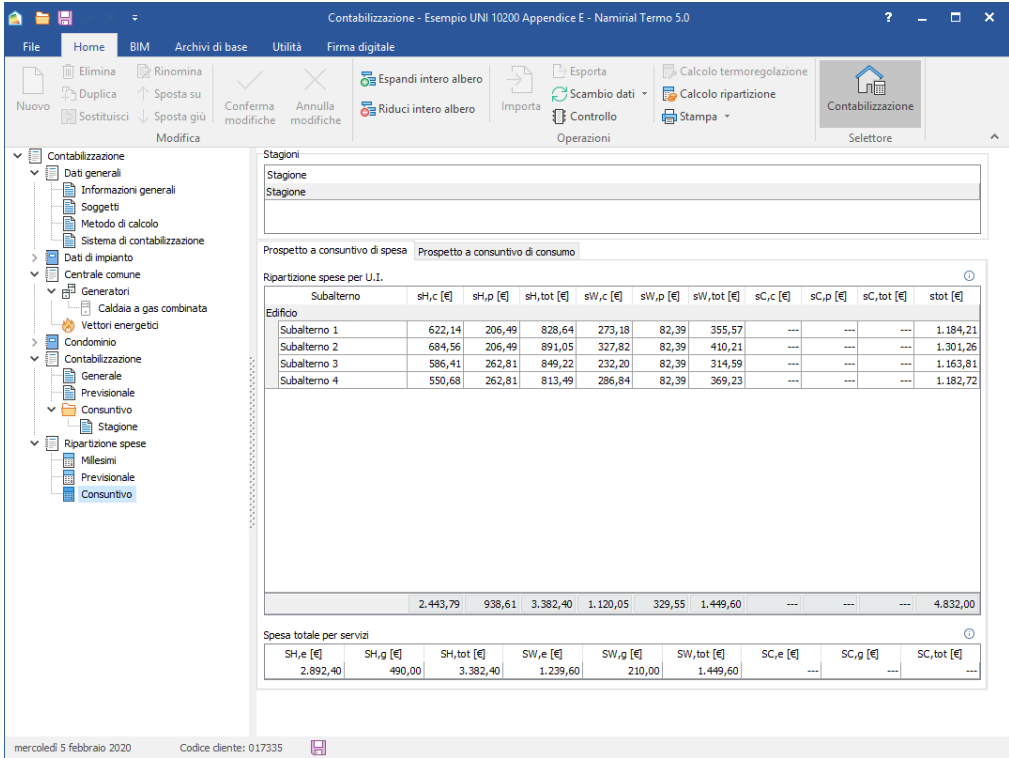 Contabilizzazione - Esempio UNI 10200 Appendice E - Namirial Termo 5.0
?
File Home BIM Archivi di base Utilità Firma digitale
Nuovo
Elimina
Duplica
Sostituisci
Rinomina
Sposta su
Sposta giù
Conferma
modifiche
Annulla
modifiche
Modifica
Espandi intero albero
Riduci intero albero
Importa
Esporta
Scambio dati
Controllo
Calcolo termoregolazione
Calcolo ripartizione
Stampa
Operazioni
Contabilizzazione
Selettore
Contabilizzazione
Dati generali
Informazioni generali
Soggetti
Metodo di calcolo
Sistema di contabilizzazione
Dati di impianto
Centrale comune
Generatori
Caldaia a gas combinata
Vettori energetici
Condominio
Contabilizzazione
Generale
Previsionale
Consuntivo
Stagione
Ripartizione spese
Millesimi
Previsionale
Consuntivo
Stagioni
Stagione
Stagione
Prospetto a consuntivo di spesa Prospetto a consuntivo di consumo
Ripartizione spese per U.I.
Subalterno sH,c [€] sH,p [€] sH,tot [€] sW,c [€] sW,p [€] sW,tot [€] sC,c [€] sC,p [€] sC,tot [€] stot [€]
Edificio
Subalterno 1 622,14 206,49 828,64 273,18 82,39 355,57 --- --- --- 1.184,21
Subalterno 2 684,56 206,49 891,05 327,82 82,39 410,21 --- --- --- 1.301,26
Subalterno 3 586,41 262,81 849,22 232,20 82,39 314,59 --- --- --- 1.163,81
Subalterno 4 550,68 262,81 813,49 286,84 82,39 369,23 --- --- --- 1.182,72
2.443,79 938,61 3.382,40 1.120,05 329,55 1.449,60 --- --- --- 4.832,00
Spesa totale per servizi
SH,e [€] SH,g [€] SH,tot [€] SW,e [€] SW,g [€] SW,tot [€] SC,e [€] SC,g [€] SC,tot [€]
2.892,40 490,00 3.382,40 1.239,60 210,00 1.449,60 --- --- ---
mercoledì 5 febbraio 2020 Codice cliente: 017335